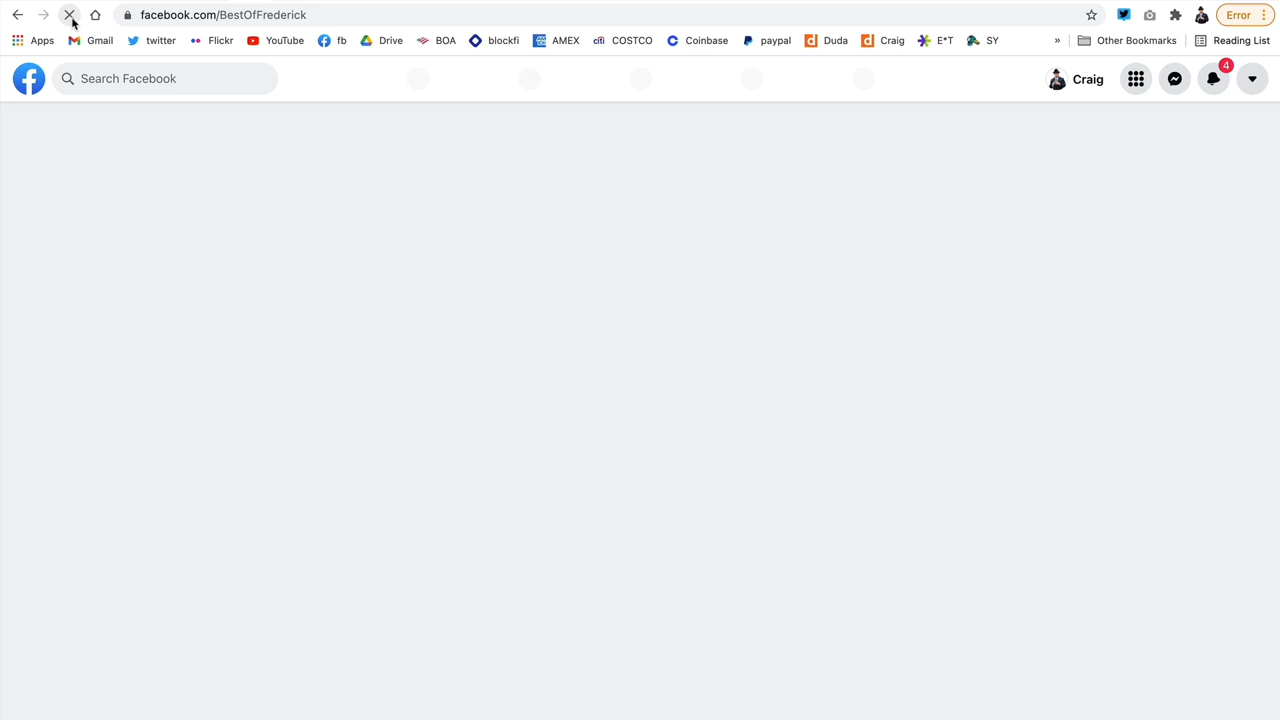 facebook.com/BestOfFrederick
Error
Apps Gmail twitter Flickr YouTube fb Drive BOA blockfi AMEX COSTCO Coinbase paypal Duda Craig E*T SY » Other Bookmarks Reading List
Search Facebook
Craig
4